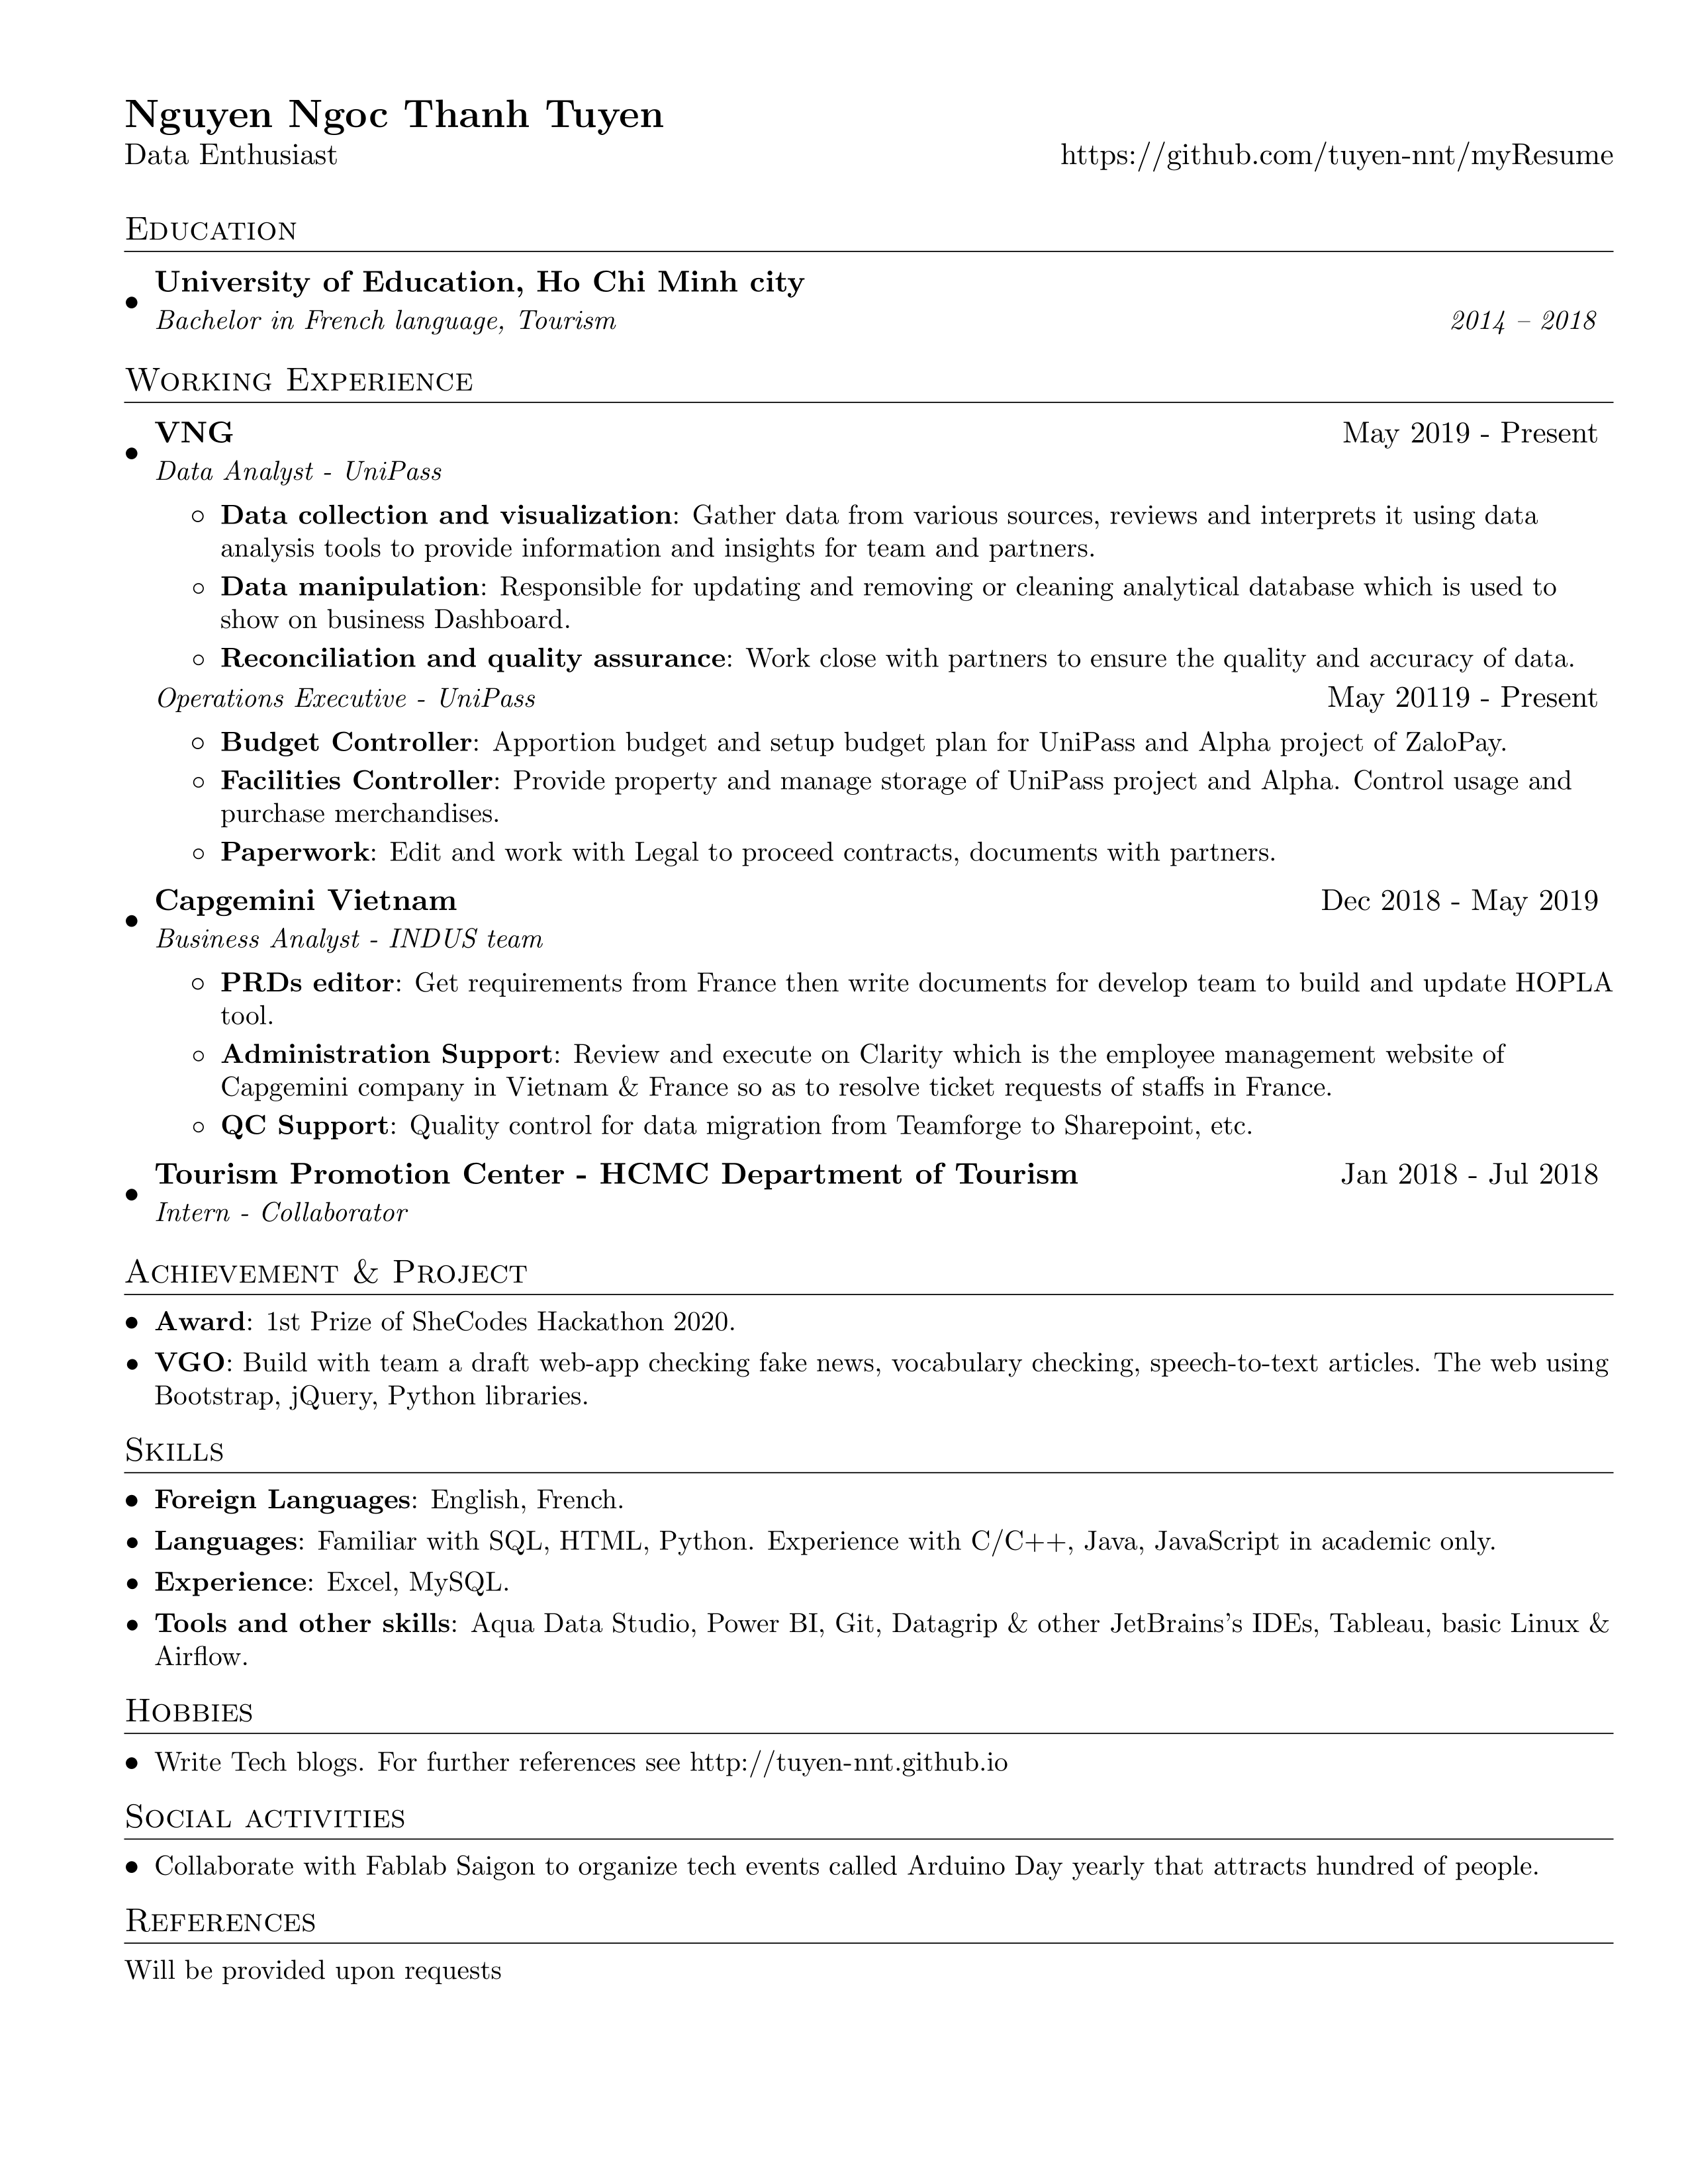 Nguyen Ngoc Thanh Tuyen
Data Enthusiast https://github.com/tuyen-nnt/myResume
Education
• University of Education, Ho Chi Minh city
Bachelor in French language, Tourism 2014 – 2018
Working Experience
• VNG May 2019 - Present
Data Analyst - UniPass
◦ Data collection and visualization: Gather data from various sources, reviews and interprets it using data
analysis tools to provide information and insights for team and partners.
◦ Data manipulation: Responsible for updating and removing or cleaning analytical database which is used to
show on business Dashboard.
◦ Reconciliation and quality assurance: Work close with partners to ensure the quality and accuracy of data.
Operations Executive - UniPass May 20119 - Present
◦ Budget Controller: Apportion budget and setup budget plan for UniPass and Alpha project of ZaloPay.
◦ Facilities Controller: Provide property and manage storage of UniPass project and Alpha. Control usage and
purchase merchandises.
◦ Paperwork: Edit and work with Legal to proceed contracts, documents with partners.
• Capgemini Vietnam Dec 2018 - May 2019
Business Analyst - INDUS team
◦ PRDs editor: Get requirements from France then write documents for develop team to build and update HOPLA
tool.
◦ Administration Support: Review and execute on Clarity which is the employee management website of
Capgemini company in Vietnam & France so as to resolve ticket requests of staffs in France.
◦ QC Support: Quality control for data migration from Teamforge to Sharepoint, etc.
• Tourism Promotion Center - HCMC Department of Tourism Jan 2018 - Jul 2018
Intern - Collaborator
Achievement & Project
• Award: 1st Prize of SheCodes Hackathon 2020.
• VGO: Build with team a draft web-app checking fake news, vocabulary checking, speech-to-text articles. The web using
Bootstrap, jQuery, Python libraries.
Skills
• Foreign Languages: English, French.
• Languages: Familiar with SQL, HTML, Python. Experience with C/C++, Java, JavaScript in academic only.
• Experience: Excel, MySQL.
• Tools and other skills: Aqua Data Studio, Power BI, Git, Datagrip & other JetBrains's IDEs, Tableau, basic Linux &
Airflow.
Hobbies
• Write Tech blogs. For further references see http://tuyen-nnt.github.io
Social activities
• Collaborate with Fablab Saigon to organize tech events called Arduino Day yearly that attracts hundred of people.
References
Will be provided upon requests